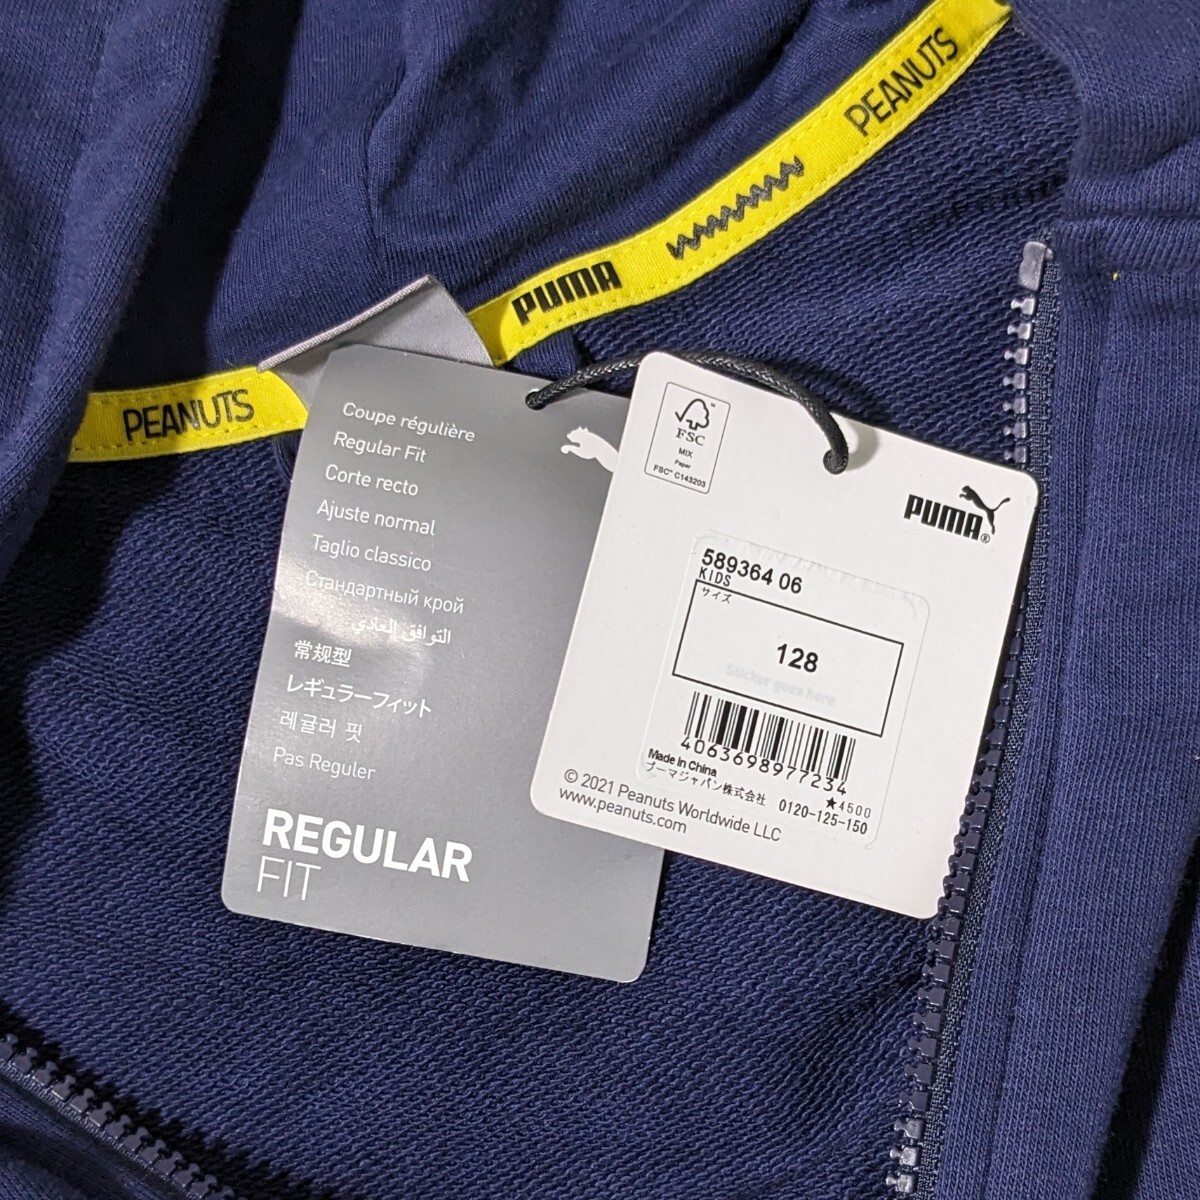 PEANUTS
PUMA
PEANUTS
Coupe régulière
Regular Fit
Corte recto
Ajuste normal
Taglio classico
Стандартный крой
التوافق العادي
常规型
レギュラーフィット
레귤러 핏
Pas Reguler
REGULAR
FIT
FSC™
MIX
Paper
FSC™ C143203
PUMA®
589364 06
KIDS
サイズ
128
Sticker goes here
4063698977234
Made in China
★4500
プーマジャパン株式会社 0120-125-150
© 2021 Peanuts Worldwide LLC
www.peanuts.com